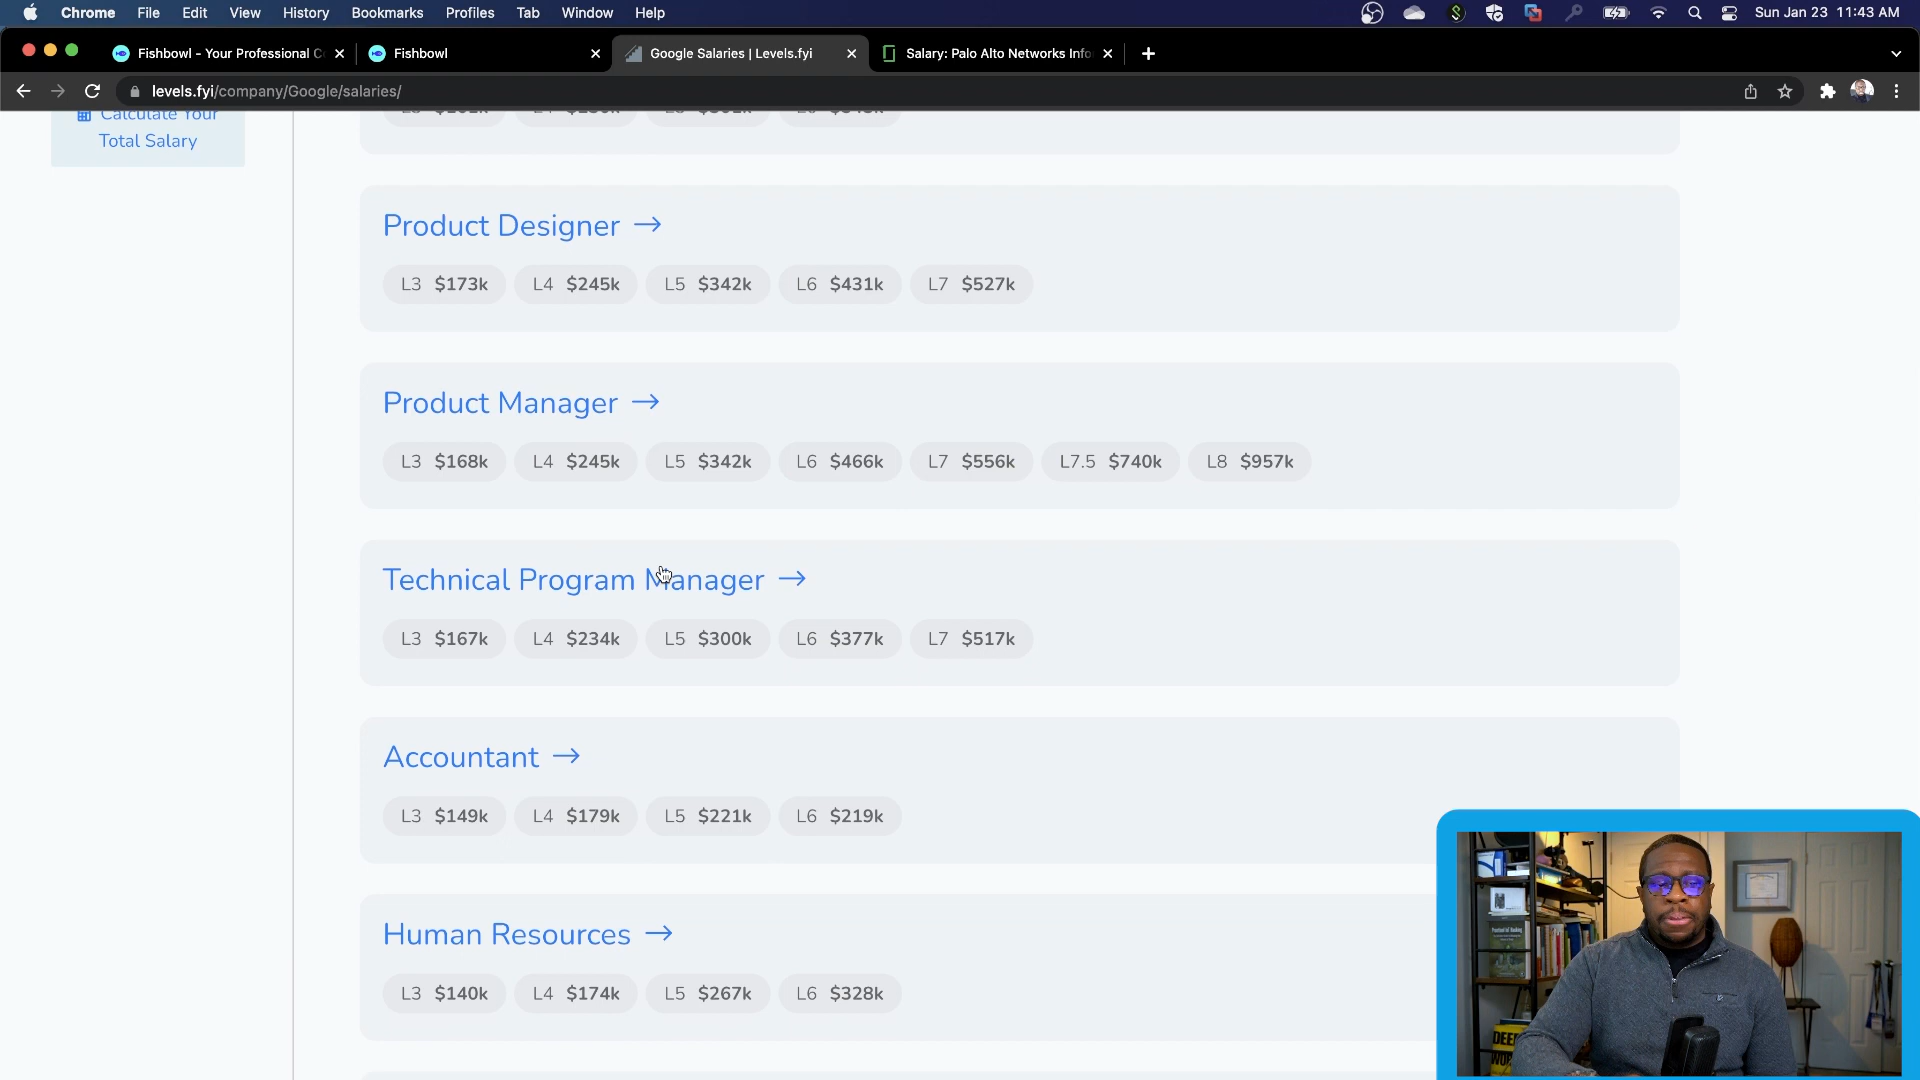 Chrome File Edit View History Bookmarks Profiles Tab Window Help Sun Jan 23 11:43 AM
Fishbowl - Your Professional C Fishbowl Google Salaries | Levels.fyi Salary: Palo Alto Networks Info
levels.fyi/company/Google/salaries/
Calculate Your
Total Salary
Product Designer →
L3 $173k L4 $245k L5 $342k L6 $431k L7 $527k
Product Manager →
L3 $168k L4 $245k L5 $342k L6 $466k L7 $556k L7.5 $740k L8 $957k
Technical Program Manager →
L3 $167k L4 $234k L5 $300k L6 $377k L7 $517k
Accountant →
L3 $149k L4 $179k L5 $221k L6 $219k
Human Resources →
L3 $140k L4 $174k L5 $267k L6 $328k
DEEP